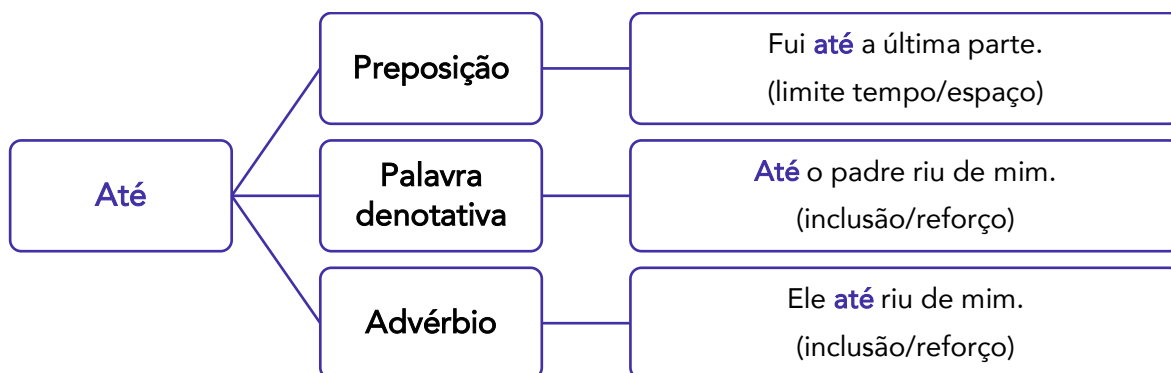 Até
Preposição
Fui até a última parte.
(limite tempo/espaço)
Palavra
denotativa
Até o padre riu de mim.
(inclusão/reforço)
Advérbio
Ele até riu de mim.
(inclusão/reforço)